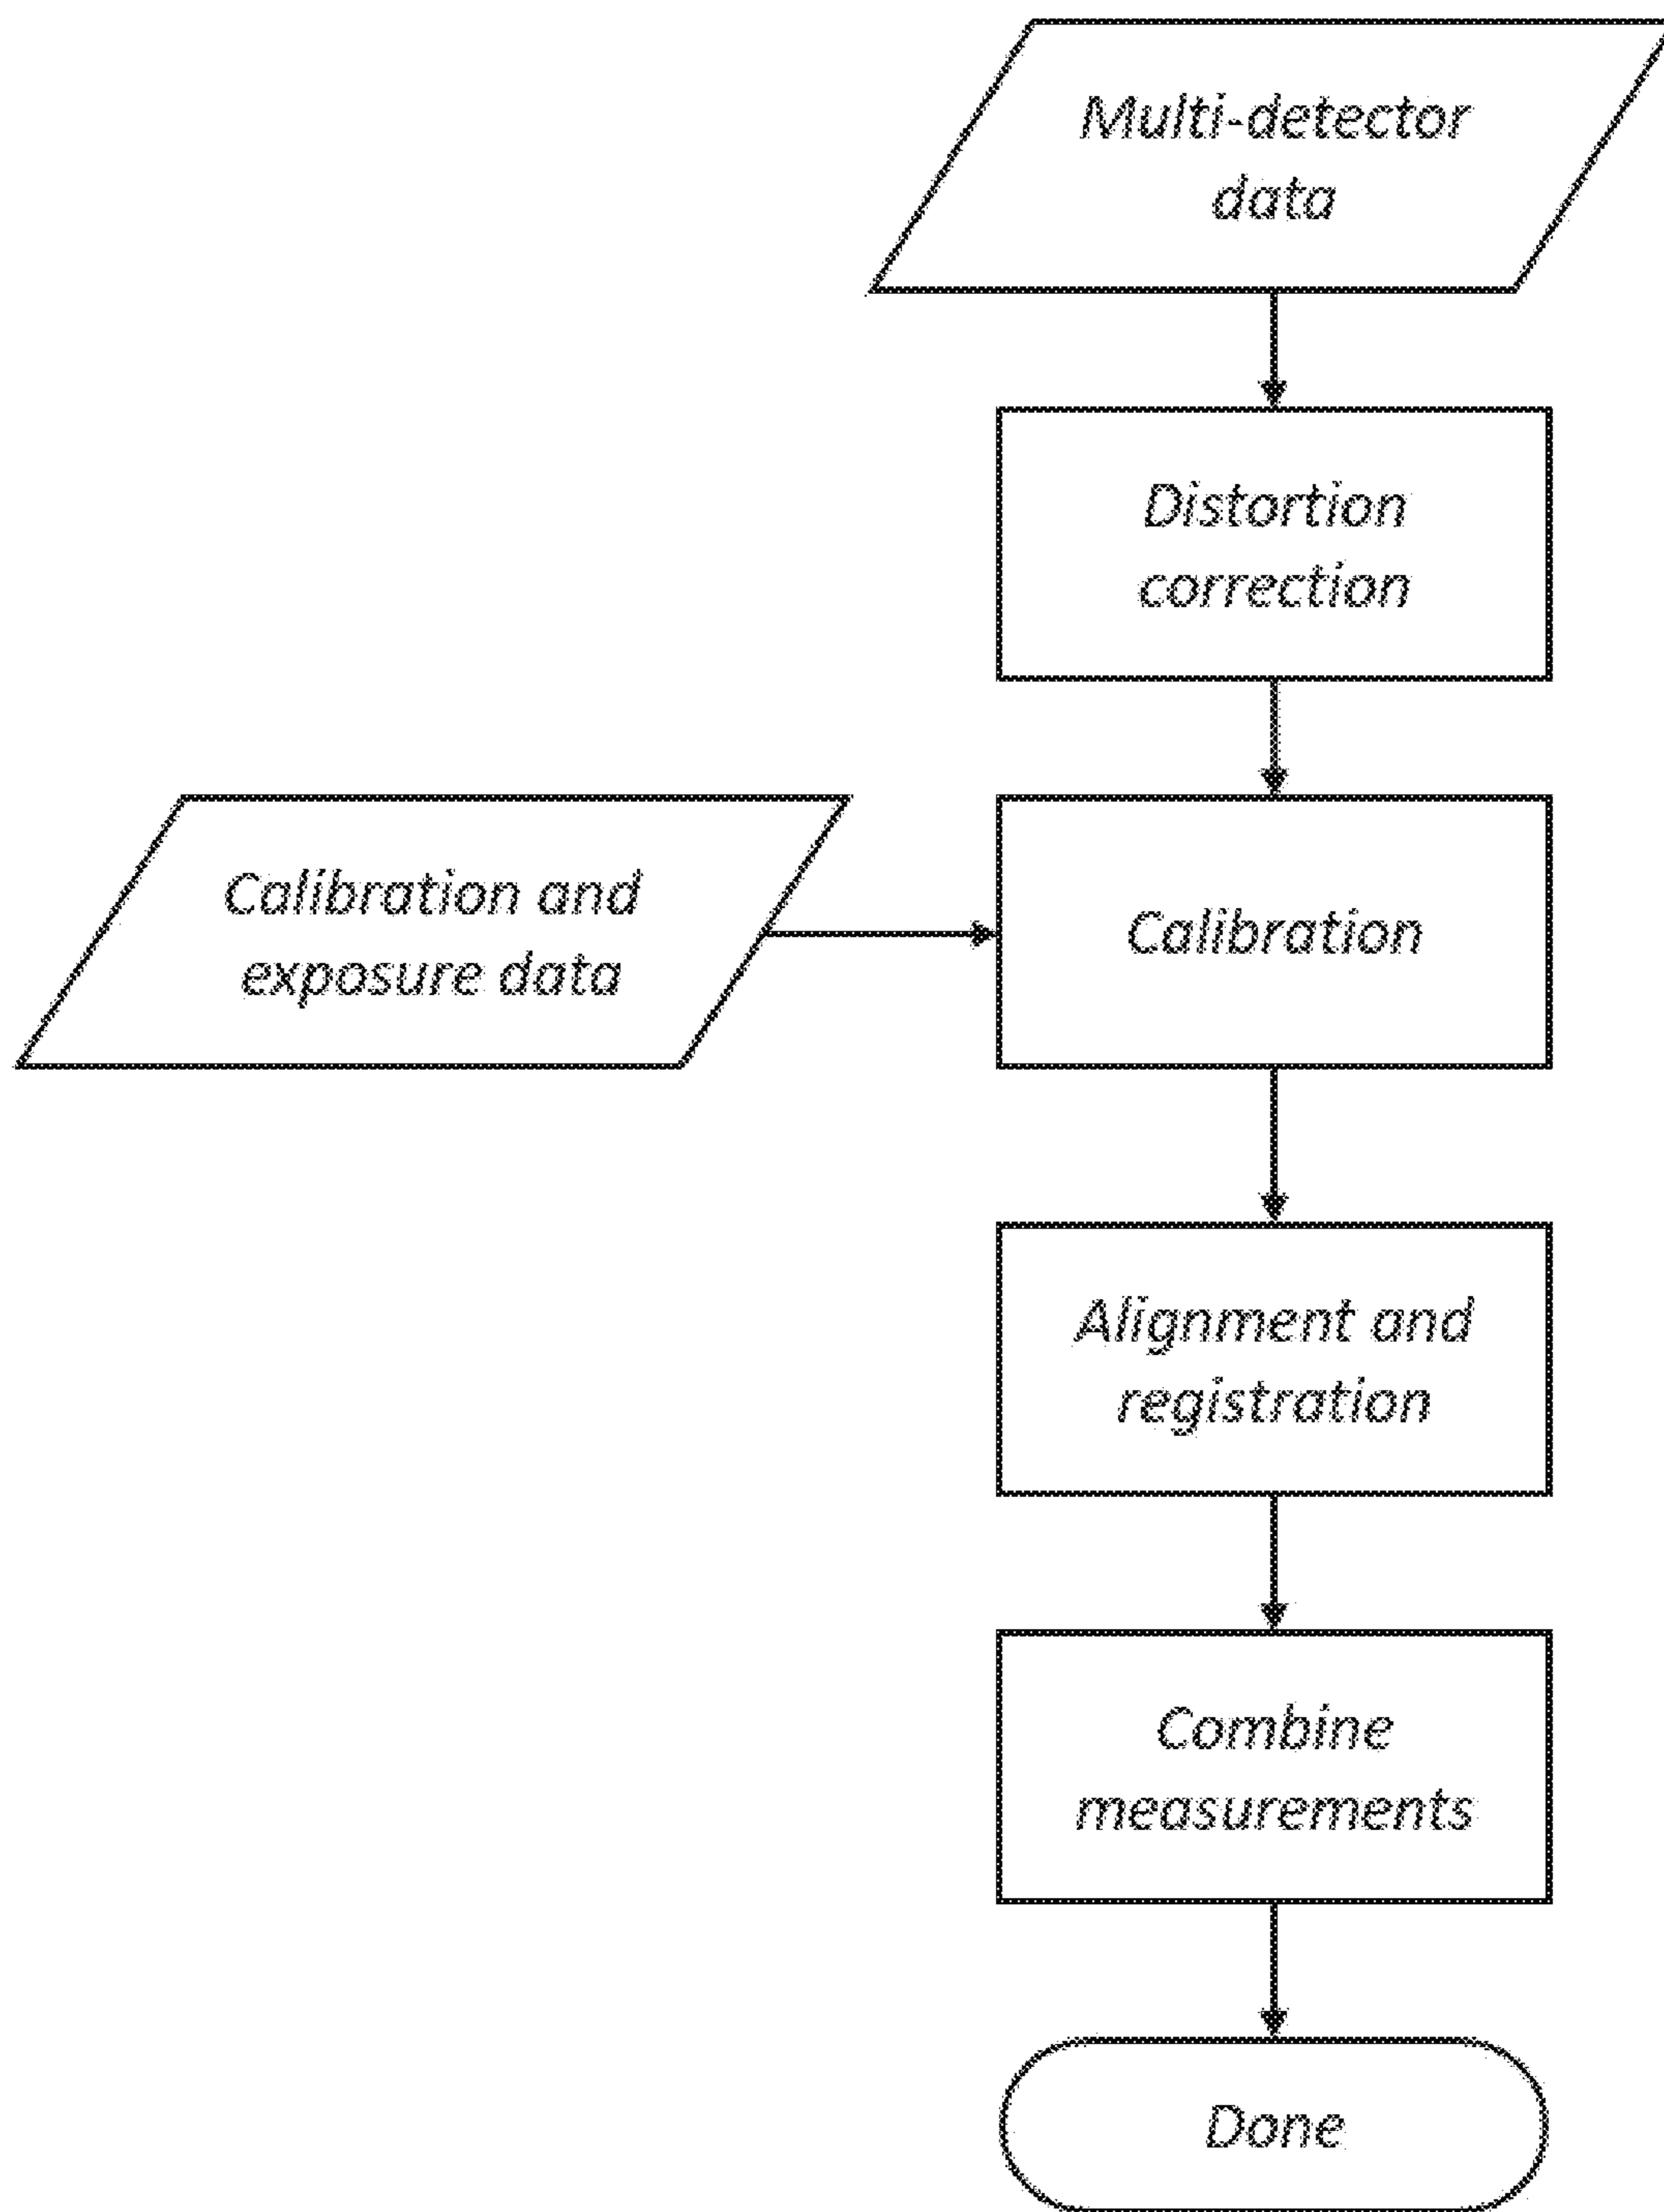 Multi-detector
data
Distortion
correction
Calibration and
exposure data
Calibration
Alignment and
registration
Combine
measurements
Done